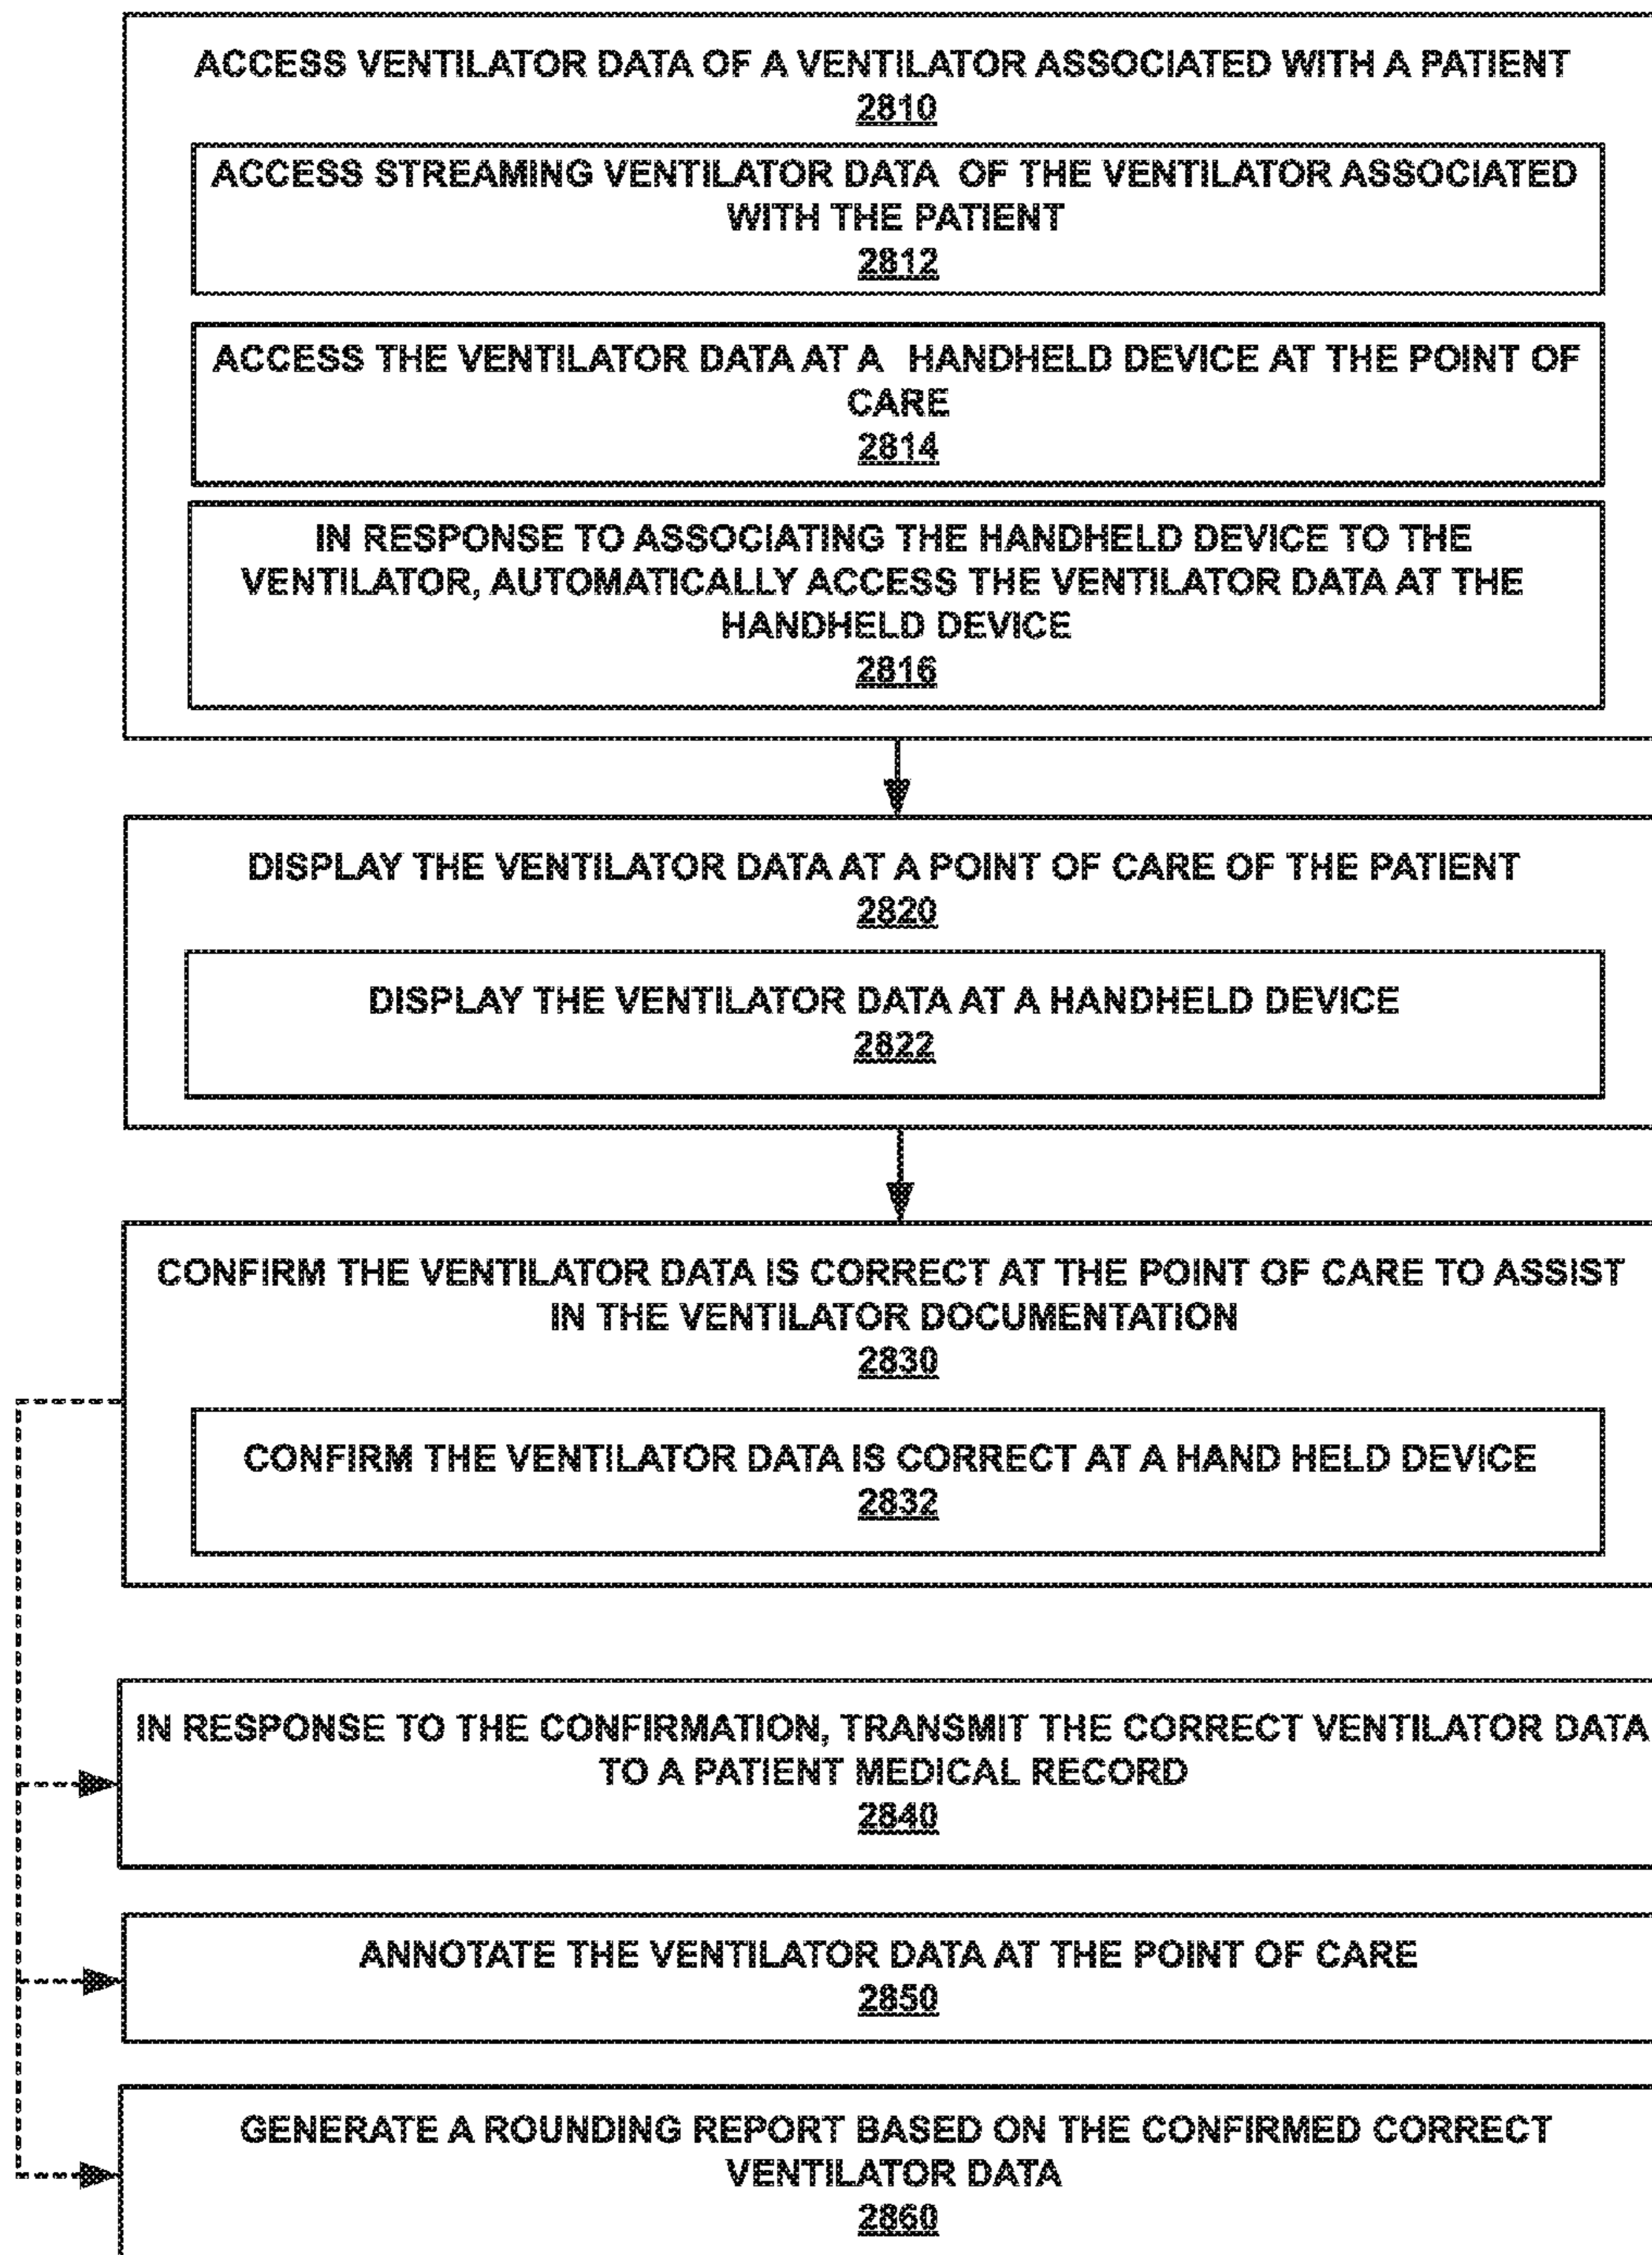 ACCESS VENTILATOR DATA OF A VENTILATOR ASSOCIATED WITH A PATIENT
2810
ACCESS STREAMING VENTILATOR DATA OF THE VENTILATOR ASSOCIATED
WITH THE PATIENT
2812
ACCESS THE VENTILATOR DATA AT A HANDHELD DEVICE AT THE POINT OF
CARE
2814
IN RESPONSE TO ASSOCIATING THE HANDHELD DEVICE TO THE
VENTILATOR, AUTOMATICALLY ACCESS THE VENTILATOR DATA AT THE
HANDHELD DEVICE
2816
DISPLAY THE VENTILATOR DATA AT A POINT OF CARE OF THE PATIENT
2820
DISPLAY THE VENTILATOR DATA AT A HANDHELD DEVICE
2822
CONFIRM THE VENTILATOR DATA IS CORRECT AT THE POINT OF CARE TO ASSIST
IN THE VENTILATOR DOCUMENTATION
2830
CONFIRM THE VENTILATOR DATA IS CORRECT AT A HAND HELD DEVICE
2832
IN RESPONSE TO THE CONFIRMATION, TRANSMIT THE CORRECT VENTILATOR DATA
TO A PATIENT MEDICAL RECORD
2840
ANNOTATE THE VENTILATOR DATA AT THE POINT OF CARE
2850
GENERATE A ROUNDING REPORT BASED ON THE CONFIRMED CORRECT
VENTILATOR DATA
2860